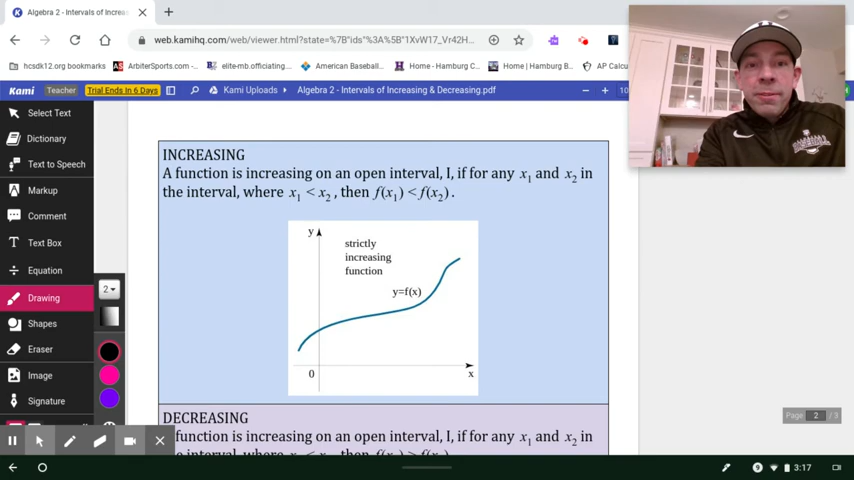 Algebra 2 - Intervals of Increas
web.kamihq.com/web/viewer.html?state=%7B"ids"%3A%5B"1XvW17_Vr42H...
hcsdk12.org bookmarks
ArbiterSports.com -...
elite-mb.officiating...
American Baseball...
Home - Hamburg C...
Home | Hamburg B...
AP Calcu
Kami
Teacher
Trial Ends In 6 Days
Kami Uploads
Algebra 2 - Intervals of Increasing & Decreasing.pdf
10
Select Text
Dictionary
Text to Speech
Markup
Comment
Text Box
Equation
Drawing
Shapes
Eraser
Image
Signature
2
INCREASING
A function is increasing on an open interval, I, if for any x₁ and x₂ in
the interval, where x₁ < x₂ , then f(x₁) < f(x₂) .
y
strictly
increasing
function
y=f(x)
0
x
DECREASING
function is increasing on an open interval, I, if for any x₁ and x₂ in
Page 2 / 3
9
3:17